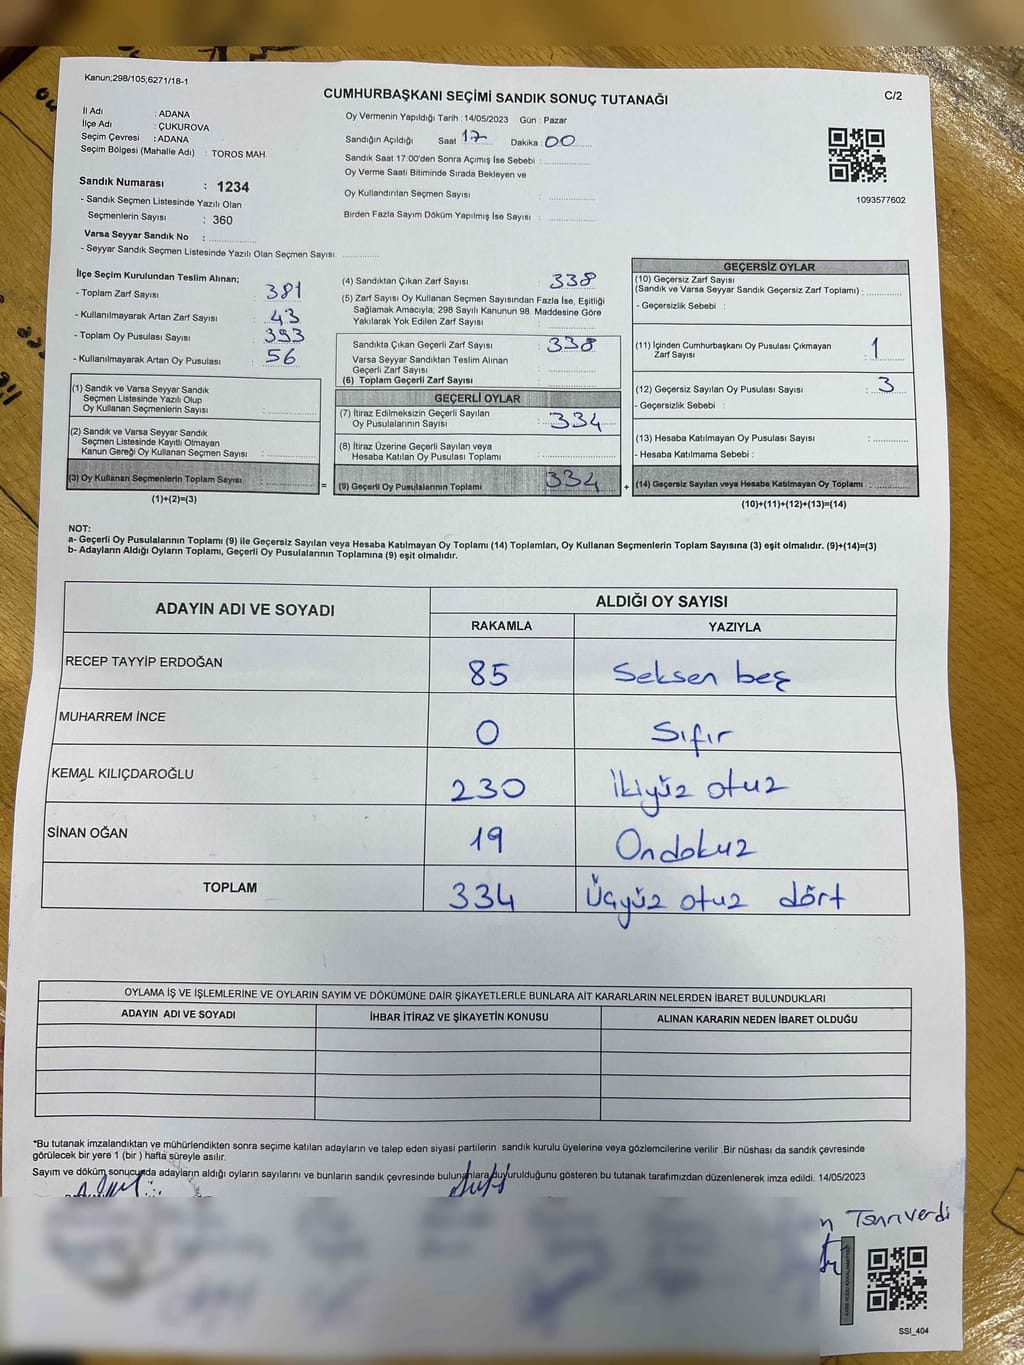 Kanun;298/105;6271/18-1
CUMHURBAŞKANI SEÇİMİ SANDIK SONUÇ TUTANAĞI
C/2
İl Adı : ADANA
İlçe Adı : ÇUKUROVA
Seçim Çevresi : ADANA
Seçim Bölgesi (Mahalle Adı) : TOROS MAH.
Sandık Numarası : 1234
- Sandık Seçmen Listesinde Yazılı Olan
Seçmenlerin Sayısı : 360
Varsa Seyyar Sandık No :
- Seyyar Sandık Seçmen Listesinde Yazılı Olan Seçmen Sayısı:
Oy Vermenin Yapıldığı Tarih : 14/05/2023 Gün : Pazar
Sandığın Açıldığı Saat 17 Dakika : 00
Sandık Saat 17:00'den Sonra Açımış İse Sebebi :
Oy Verme Saati Bitiminde Sırada Bekleyen ve
Oy Kullandırılan Seçmen Sayısı :
Birden Fazla Sayım Döküm Yapılmış İse Sayısı :
1093577602
İlçe Seçim Kurulundan Teslim Alınan;
- Toplam Zarf Sayısı : 381
- Kullanılmayarak Artan Zarf Sayısı : 43
- Toplam Oy Pusulası Sayısı : 393
- Kullanılmayarak Artan Oy Pusulası : 56
(1) Sandık ve Varsa Seyyar Sandık
Seçmen Listesinde Yazılı Olup
Oy Kullanan Seçmenlerin Sayısı :
(2) Sandık ve Varsa Seyyar Sandık
Seçmen Listesinde Kayıtlı Olmayan
Kanun Gereği Oy Kullanan Seçmen Sayısı :
(3) Oy Kullanan Seçmenlerin Toplam Sayısı :
(1)+(2)=(3)
=
(4) Sandıktan Çıkan Zarf Sayısı : 338
(5) Zarf Sayısı Oy Kullanan Seçmen Sayısından Fazla İse, Eşitliği
Sağlamak Amacıyla; 298 Sayılı Kanunun 98. Maddesine Göre
Yakılarak Yok Edilen Zarf Sayısı :
Sandıkta Çıkan Geçerli Zarf Sayısı : 338
Varsa Seyyar Sandıktan Teslim Alınan
Geçerli Zarf Sayısı :
(6) Toplam Geçerli Zarf Sayısı :
GEÇERLİ OYLAR
(7) İtiraz Edilmeksizin Geçerli Sayılan
Oy Pusulalarının Sayısı : 334
(8) İtiraz Üzerine Geçerli Sayılan veya
Hesaba Katılan Oy Pusulası Toplamı :
(9) Geçerli Oy Pusulalarının Toplamı : 334
+
GEÇERSİZ OYLAR
(10) Geçersiz Zarf Sayısı
(Sandık ve Varsa Seyyar Sandık Geçersiz Zarf Toplamı) :
- Geçersizlik Sebebi :
(11) İçinden Cumhurbaşkanı Oy Pusulası Çıkmayan
Zarf Sayısı : 1
(12) Geçersiz Sayılan Oy Pusulası Sayısı : 3
- Geçersizlik Sebebi :
(13) Hesaba Katılmayan Oy Pusulası Sayısı :
- Hesaba Katılmama Sebebi :
(14) Geçersiz Sayılan veya Hesaba Katılmayan Oy Toplamı :
(10)+(11)+(12)+(13)=(14)
NOT:
a- Geçerli Oy Pusulalarının Toplamı (9) ile Geçersiz Sayılan veya Hesaba Katılmayan Oy Toplamı (14) Toplamları, Oy Kullanan Seçmenlerin Toplam Sayısına (3) eşit olmalıdır. (9)+(14)=(3)
b- Adayların Aldığı Oyların Toplamı, Geçerli Oy Pusulalarının Toplamına (9) eşit olmalıdır.
ADAYIN ADI VE SOYADI ALDIĞI OY SAYISI
RAKAMLA YAZIYLA
RECEP TAYYİP ERDOĞAN 85 Seksen beş
MUHARREM İNCE 0 Sıfır
KEMAL KILIÇDAROĞLU 230 İkiyüz otuz
SİNAN OĞAN 19 Ondokuz
TOPLAM 334 Üçyüz otuz dört
OYLAMA İŞ VE İŞLEMLERİNE VE OYLARIN SAYIM VE DÖKÜMÜNE DAİR ŞİKAYETLERLE BUNLARA AİT KARARLARIN NELERDEN İBARET BULUNDUKLARI
ADAYIN ADI VE SOYADI İHBAR İTİRAZ VE ŞİKAYETİN KONUSU ALINAN KARARIN NEDEN İBARET OLDUĞU
*Bu tutanak imzalandıktan ve mühürlendikten sonra seçime katılan adayların ve talep eden siyasi partilerin sandık kurulu üyelerine veya gözlemcilerine verilir .Bir nüshası da sandık çevresinde
görülecek bir yere 1 (bir ) hafta süreyle asılır.
Sayım ve döküm sonucunda adayların aldığı oyların sayılarını ve bunların sandık çevresinde bulunanlara duyurulduğunu gösteren bu tutanak tarafımızdan düzenlenerek imza edildi. 14/05/2023
n Tanrıverdi
SSI_404